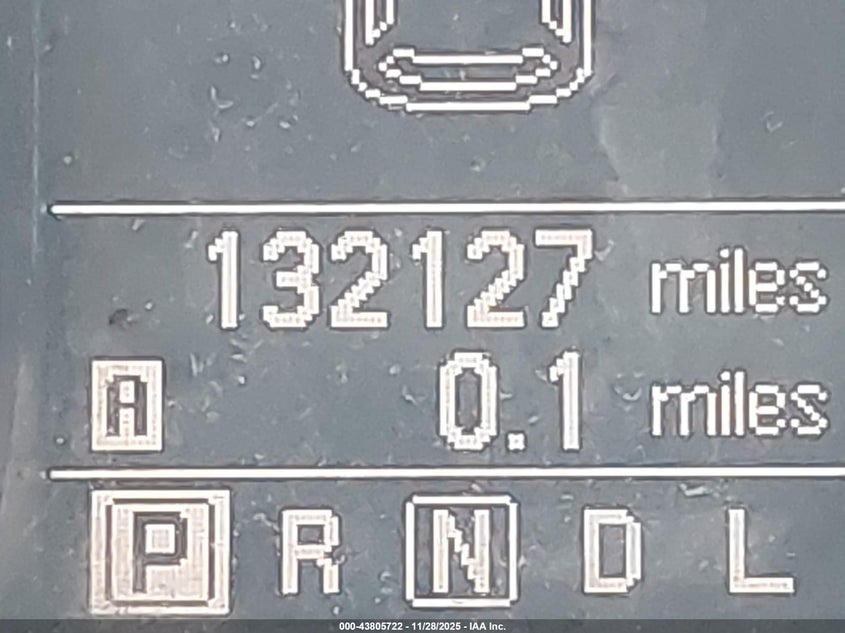 132127 miles
A 0.1 miles
P R N D L
000-43805722 - 11/28/2025 - IAA Inc.